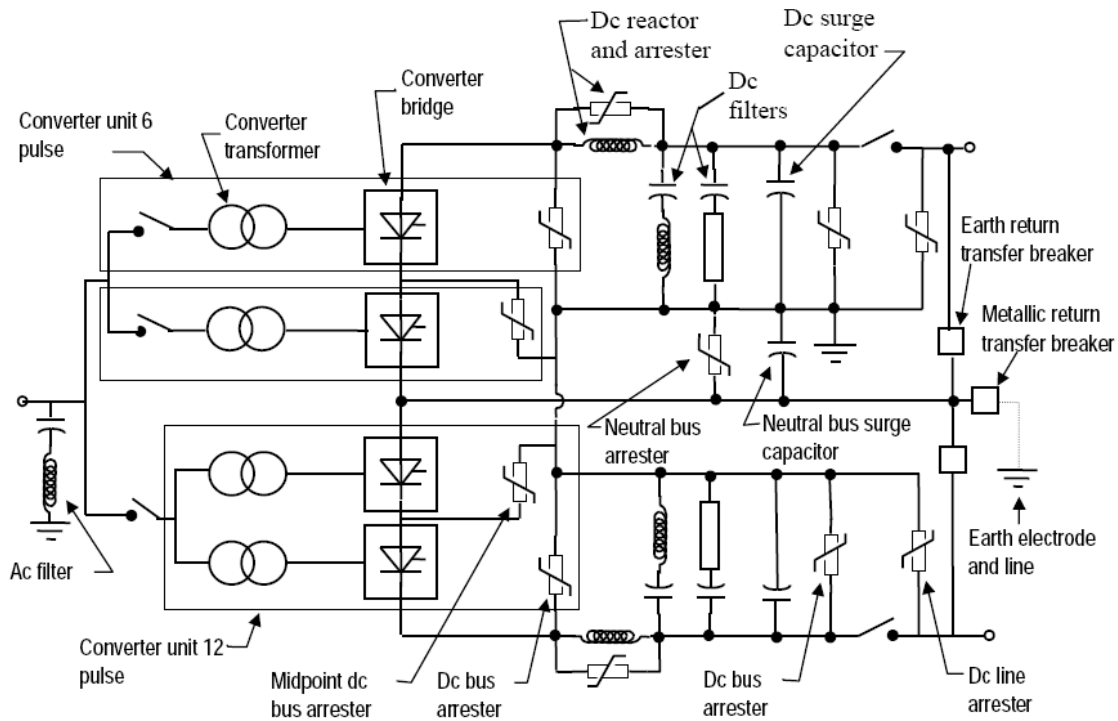 Dc reactor
and arrester
Dc surge
capacitor
Converter
bridge
Dc
filters
Converter unit 6
pulse
Converter
transformer
Earth return
transfer breaker
Metallic return
transfer breaker
Neutral bus
arrester
Neutral bus surge
capacitor
Ac filter
Earth electrode
and line
Converter unit 12
pulse
Midpoint dc
bus arrester
Dc bus
arrester
Dc bus
arrester
Dc line
arrester